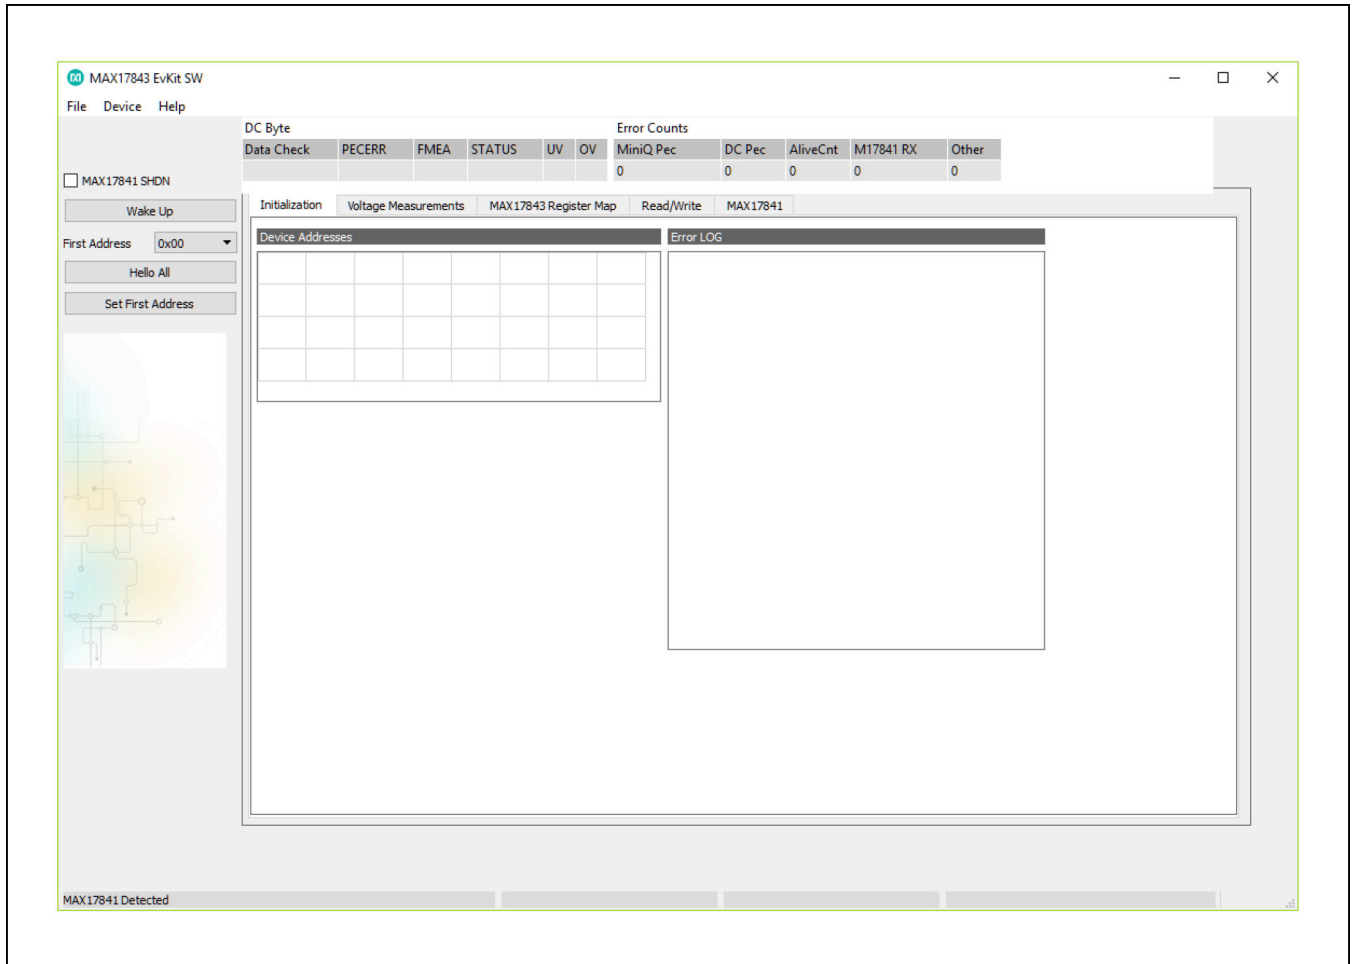 MAX17843 EvKit SW
File Device Help
DC Byte Error Counts
Data Check PECERR FMEA STATUS UV OV MiniQ Pec DC Pec AliveCnt M17841 RX Other
0 0 0 0 0
MAX17841 SHDN
Initialization Voltage Measurements MAX17843 Register Map Read/Write MAX17841
Wake Up
Device Addresses Error LOG
First Address 0x00
Hello All
Set First Address
MAX17841 Detected